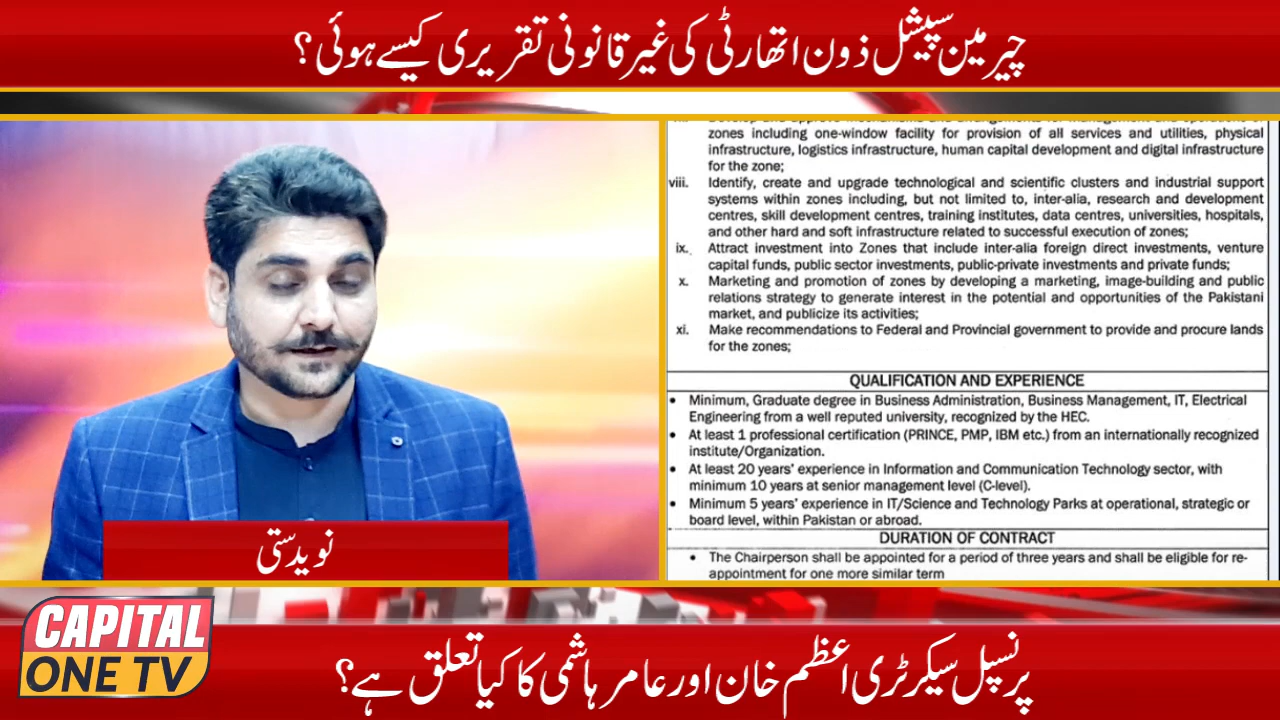 چیرمین سپیشل ذون اتھارٹی کی غیر قانونی تقریری کیسے ہوئی؟
zones including one-window facility for provision of all services and utilities, physical
infrastructure, logistics infrastructure, human capital development and digital infrastructure
for the zone;
viii. Identify, create and upgrade technological and scientific clusters and industrial support
systems within zones including, but not limited to, inter-alia, research and development
centres, skill development centres, training institutes, data centres, universities, hospitals,
and other hard and soft infrastructure related to successful execution of zones;
ix. Attract investment into Zones that include inter-alia foreign direct investments, venture
capital funds, public sector investments, public-private investments and private funds;
x. Marketing and promotion of zones by developing a marketing, image-building and public
relations strategy to generate interest in the potential and opportunities of the Pakistani
market, and publicize its activities;
xi. Make recommendations to Federal and Provincial government to provide and procure lands
for the zones;
QUALIFICATION AND EXPERIENCE
• Minimum, Graduate degree in Business Administration, Business Management, IT, Electrical
Engineering from a well reputed university, recognized by the HEC.
• At least 1 professional certification (PRINCE, PMP, IBM etc.) from an internationally recognized
institute/Organization.
• At least 20 years' experience in Information and Communication Technology sector, with
minimum 10 years at senior management level (C-level).
• Minimum 5 years' experience in IT/Science and Technology Parks at operational, strategic or
board level, within Pakistan or abroad.
DURATION OF CONTRACT
• The Chairperson shall be appointed for a period of three years and shall be eligible for re-
appointment for one more similar term
نوید ستی
CAPITAL
ONE TV
پرنسپل سیکرٹری اعظم خان اور عامر ہاشمی کا کیا تعلق ہے؟